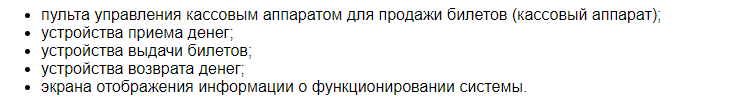 • пульта управления кассовым аппаратом для продажи билетов (кассовый аппарат);
• устройства приема денег;
• устройства выдачи билетов;
• устройства возврата денег;
• экрана отображения информации о функционировании системы.